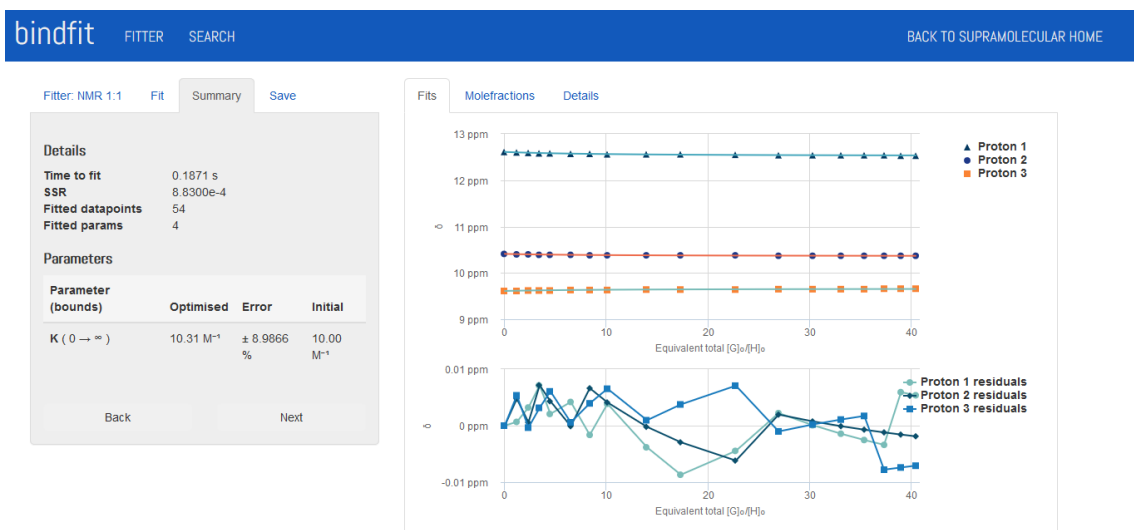 bindfit FITTER SEARCH BACK TO SUPRAMOLECULAR HOME
Fitter: NMR 1:1 Fit Summary Save
Details
Time to fit 0.1871 s
SSR 8.8300e-4
Fitted datapoints 54
Fitted params 4
Parameters
Parameter
(bounds) Optimised Error Initial
K ( 0 → ∞ ) 10.31 M⁻¹ ± 8.9866 10.00
% M⁻¹
Back Next
Fits Molefractions Details
13 ppm
12 ppm
11 ppm
10 ppm
9 ppm
δ
0 10 20 30 40
Equivalent total [G]₀/[H]₀
Proton 1
Proton 2
Proton 3
0.01 ppm
0 ppm
-0.01 ppm
δ
0 10 20 30 40
Equivalent total [G]₀/[H]₀
Proton 1 residuals
Proton 2 residuals
Proton 3 residuals